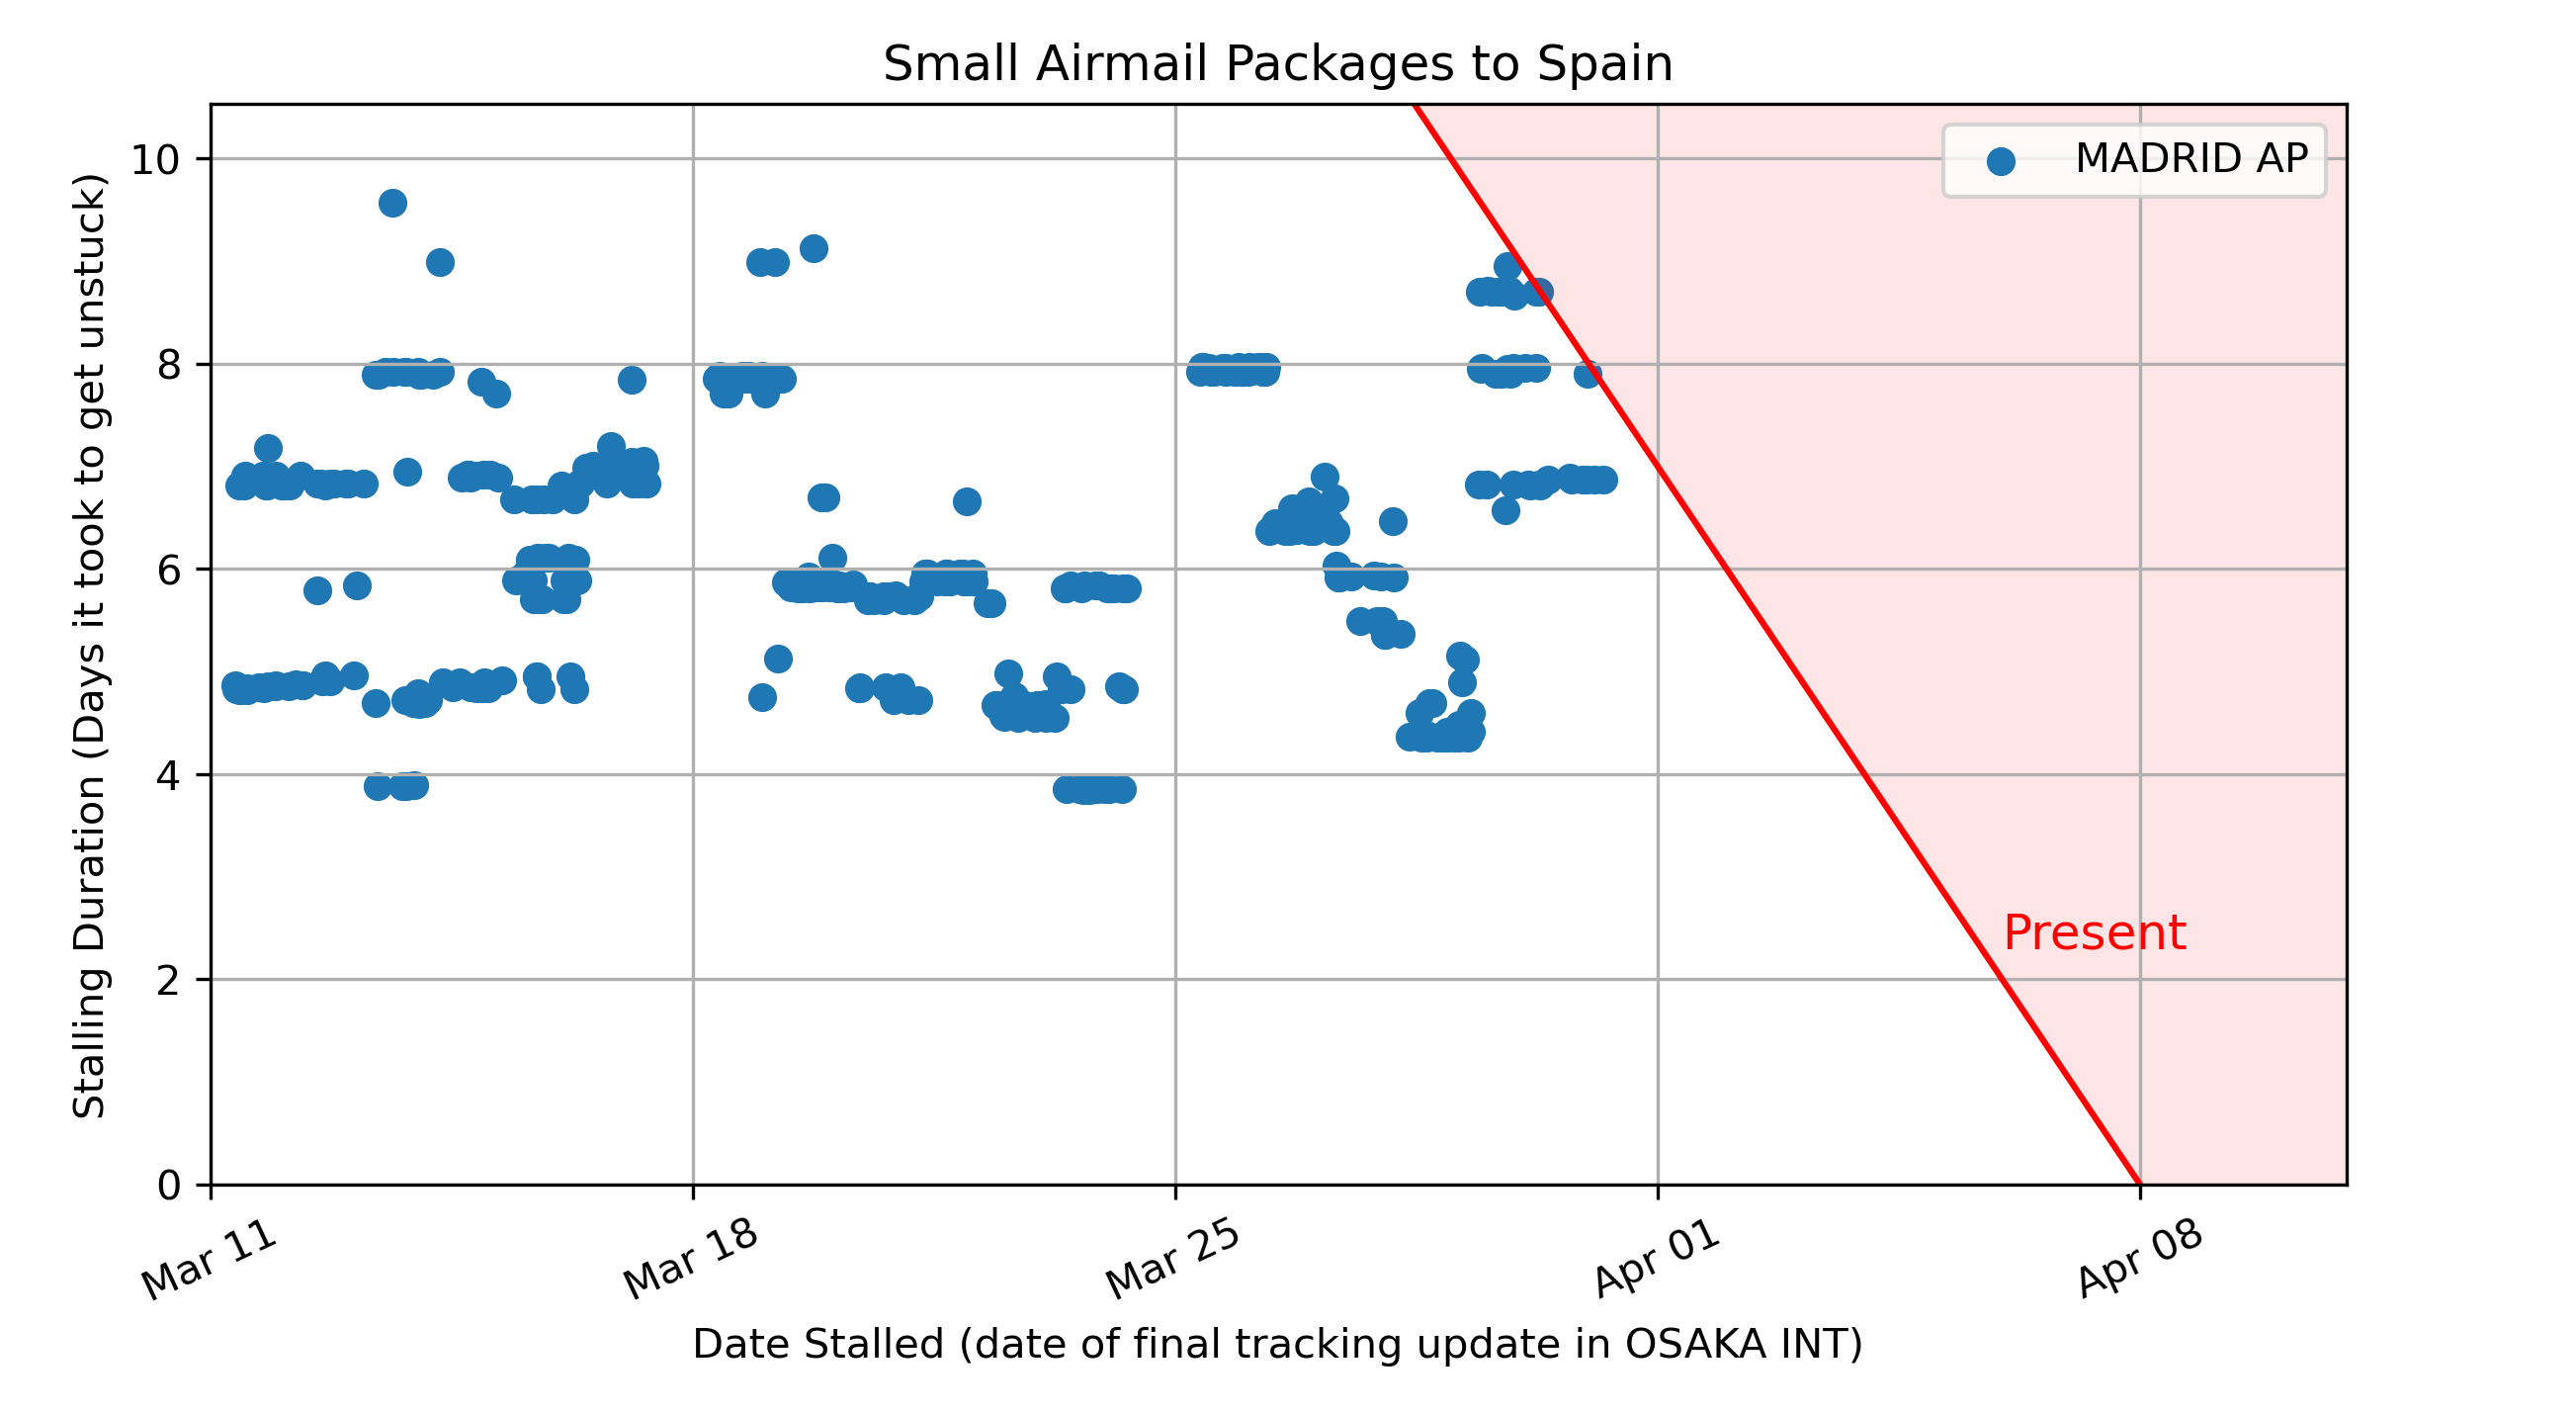 Small Airmail Packages to Spain
MADRID AP
Stalling Duration (Days it took to get unstuck)
10
8
6
4
2
0
Present
Mar 11
Mar 18
Mar 25
Apr 01
Apr 08
Date Stalled (date of final tracking update in OSAKA INT)